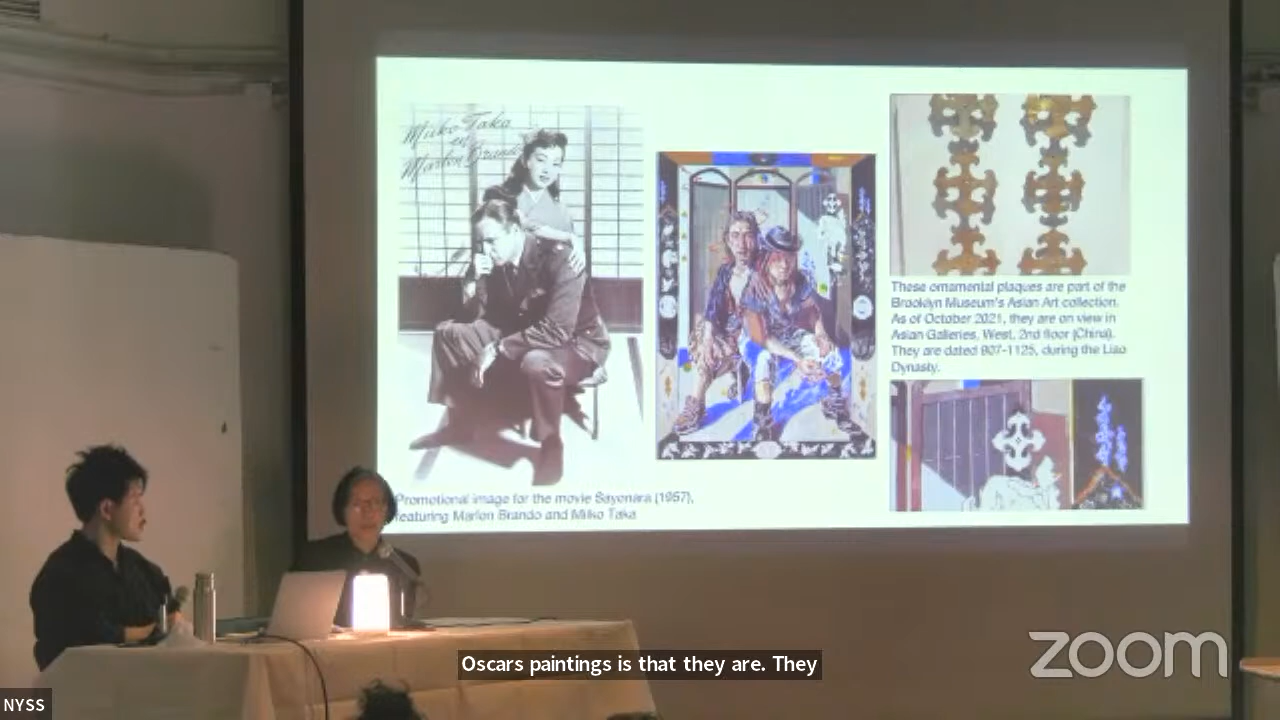 Miiko Taka
en
Marlon Brando
These ornamental plaques are part of the
Brooklyn Museum's Asian Art collection.
As of October 2021, they are on view in
Asian Galleries, West, 2nd floor (China).
They are dated 907-1125, during the Liao
Dynasty.
Promotional image for the movie Sayonara (1957),
featuring Marlon Brando and Miiko Taka
Oscars paintings is that they are. They
zoom
NYSS